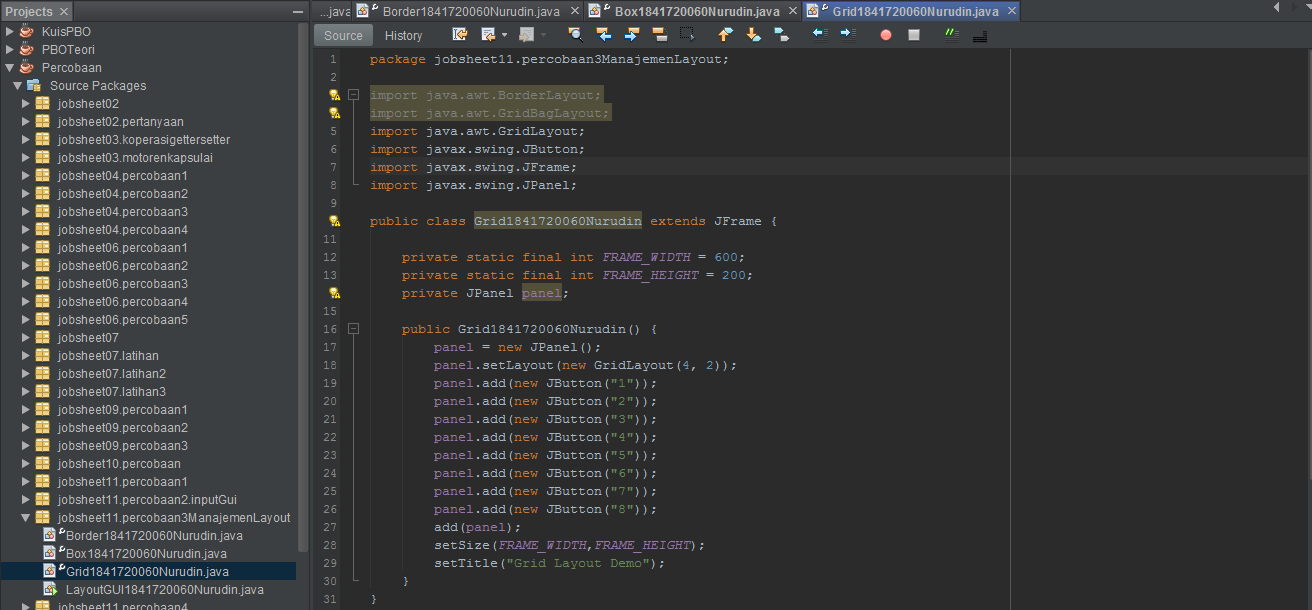 Projects
KuisPBO
PBOTeori
Percobaan
Source Packages
jobsheet02
jobsheet02.pertanyaan
jobsheet03.koperasigettersetter
jobsheet03.motorenkapsulai
jobsheet04.percobaan1
jobsheet04.percobaan2
jobsheet04.percobaan3
jobsheet04.percobaan4
jobsheet06.percobaan1
jobsheet06.percobaan2
jobsheet06.percobaan3
jobsheet06.percobaan4
jobsheet06.percobaan5
jobsheet07
jobsheet07.latihan
jobsheet07.latihan2
jobsheet07.latihan3
jobsheet09.percobaan1
jobsheet09.percobaan2
jobsheet09.percobaan3
jobsheet10.percobaan
jobsheet11.percobaan1
jobsheet11.percobaan2.inputGui
jobsheet11.percobaan3ManajemenLayout
Border1841720060Nurudin.java
Box1841720060Nurudin.java
Grid1841720060Nurudin.java
LayoutGUI1841720060Nurudin.java
jobsheet11.percobaan4
...java Border1841720060Nurudin.java Box1841720060Nurudin.java Grid1841720060Nurudin.java
Source History
1 package jobsheet11.percobaan3ManajemenLayout;
2
import java.awt.BorderLayout;
import java.awt.GridBagLayout;
5 import java.awt.GridLayout;
6 import javax.swing.JButton;
7 import javax.swing.JFrame;
8 import javax.swing.JPanel;
9
public class Grid1841720060Nurudin extends JFrame {
11
12 private static final int FRAME_WIDTH = 600;
13 private static final int FRAME_HEIGHT = 200;
private JPanel panel;
15
16 public Grid1841720060Nurudin() {
17 panel = new JPanel();
18 panel.setLayout(new GridLayout(4, 2));
19 panel.add(new JButton("1"));
20 panel.add(new JButton("2"));
21 panel.add(new JButton("3"));
22 panel.add(new JButton("4"));
23 panel.add(new JButton("5"));
24 panel.add(new JButton("6"));
25 panel.add(new JButton("7"));
26 panel.add(new JButton("8"));
27 add(panel);
28 setSize(FRAME_WIDTH,FRAME_HEIGHT);
29 setTitle("Grid Layout Demo");
30 }
31 }